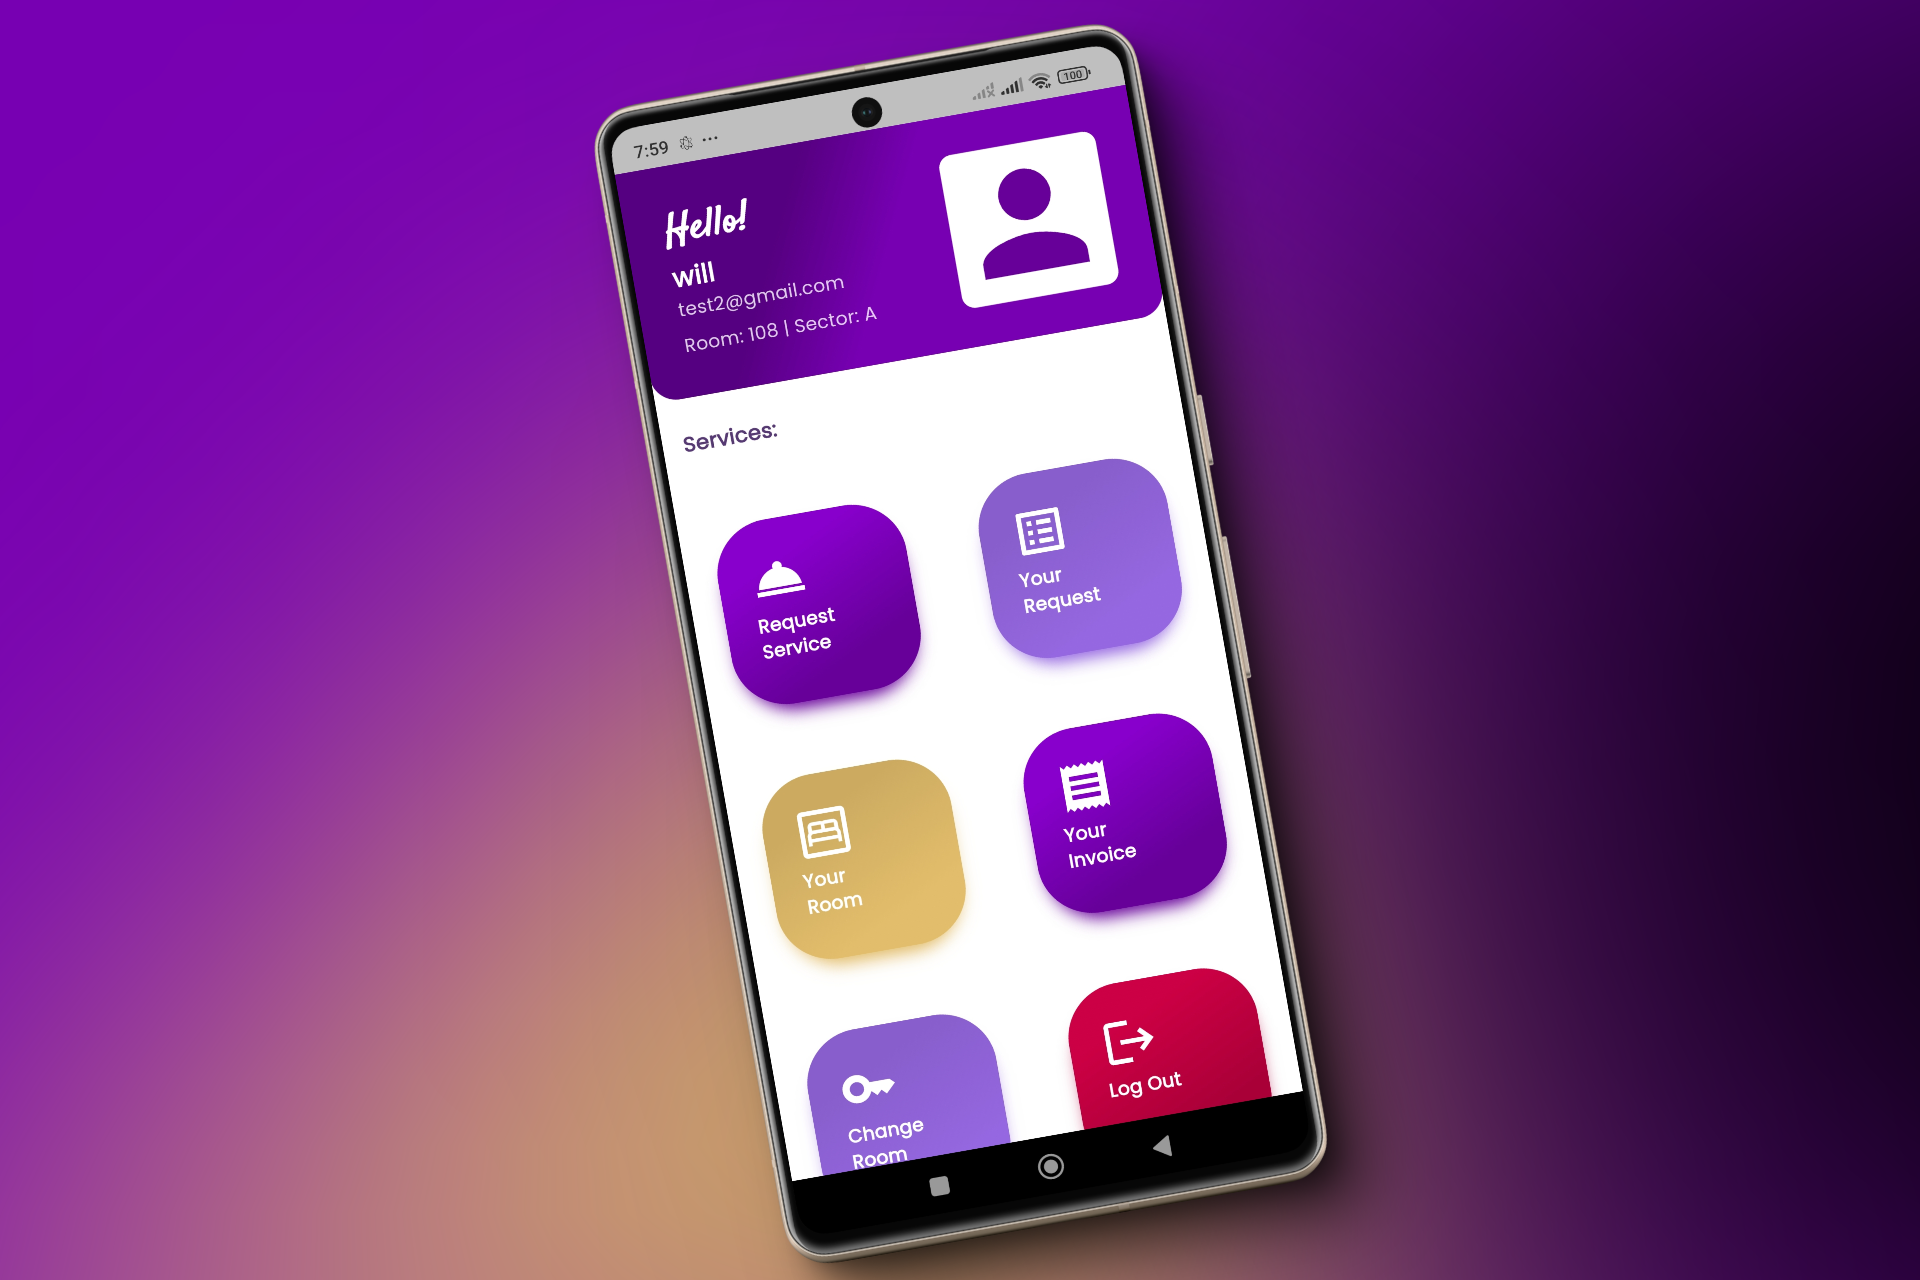 7:59
100
Hello!
will
test2@gmail.com
Room: 108 | Sector: A
Services:
Request
Service
Your
Request
Your
Room
Your
Invoice
Change
Room
Log Out